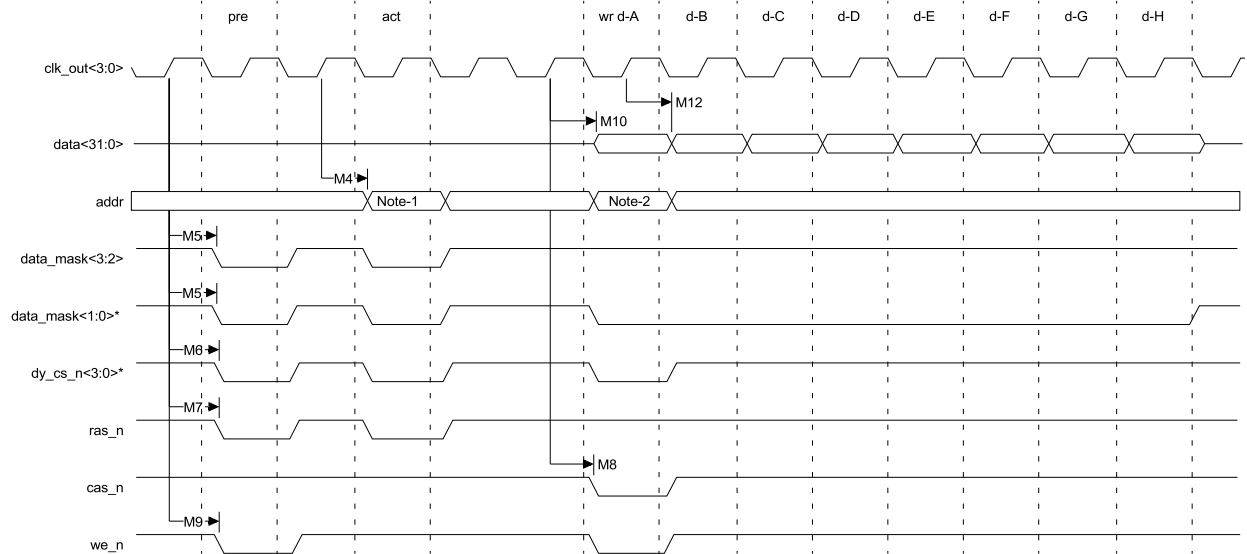 pre act wr d-A d-B d-C d-D d-E d-F d-G d-H
clk_out<3:0>
M12
M10
data<31:0>
M4
addr Note-1 Note-2
M5
data_mask<3:2>
M5
data_mask<1:0>*
M6
dy_cs_n<3:0>*
M7
ras_n
M8
cas_n
M9
we_n